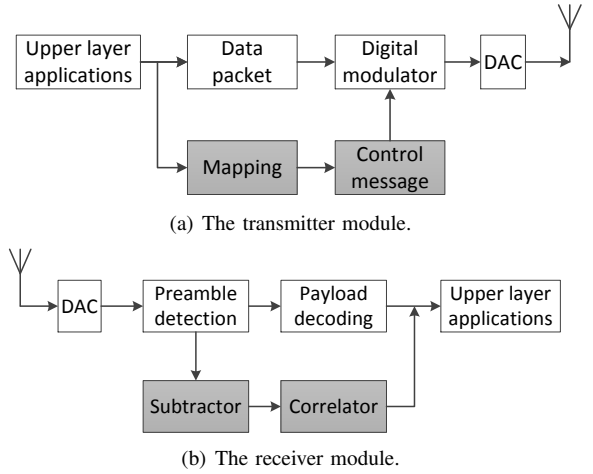 Upper layer
applications
Data
packet
Digital
modulator
DAC
Mapping
Control
message
(a) The transmitter module.
DAC
Preamble
detection
Payload
decoding
Upper layer
applications
Subtractor
Correlator
(b) The receiver module.